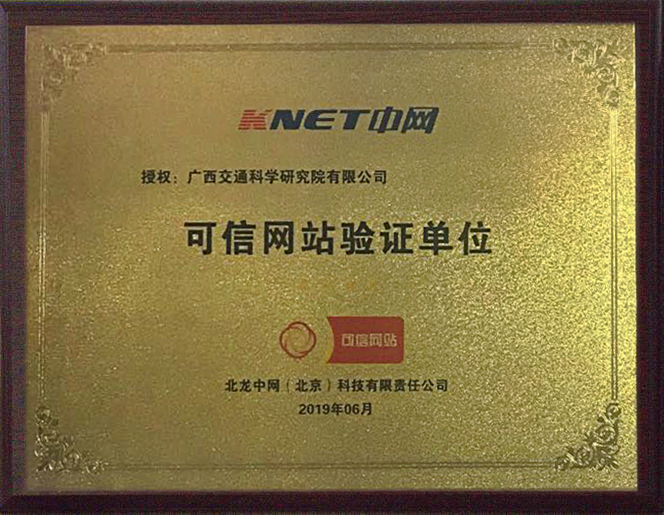 KNET中网
授权：广西交通科学研究院有限公司
可信网站验证单位
可信网站
北龙中网（北京）科技有限责任公司
2019年06月